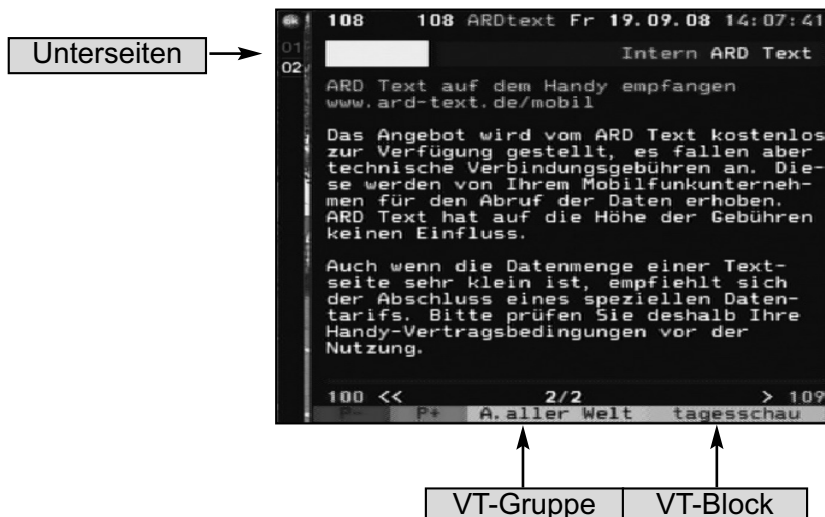 108 108 ARDtext Fr 19.09.08 14:07:41
Unterseiten
01
02
Intern ARD Text
ARD Text auf dem Handy empfangen
www.ard-text.de/mobil
Das Angebot wird vom ARD Text kostenlos
zur Verfügung gestellt, es fallen aber
technische Verbindungsgebühren an. Die-
se werden von Ihrem Mobilfunkunterneh-
men für den Abruf der Daten erhoben.
ARD Text hat auf die Höhe der Gebühren
keinen Einfluss.
Auch wenn die Datenmenge einer Text-
seite sehr klein ist, empfiehlt sich
der Abschluss eines speziellen Daten-
tarifs. Bitte prüfen Sie deshalb Ihre
Handy-Vertragsbedingungen vor der
Nutzung.
100 << 2/2 > 109
P- P+ A.aller Welt tagesschau
VT-Gruppe VT-Block